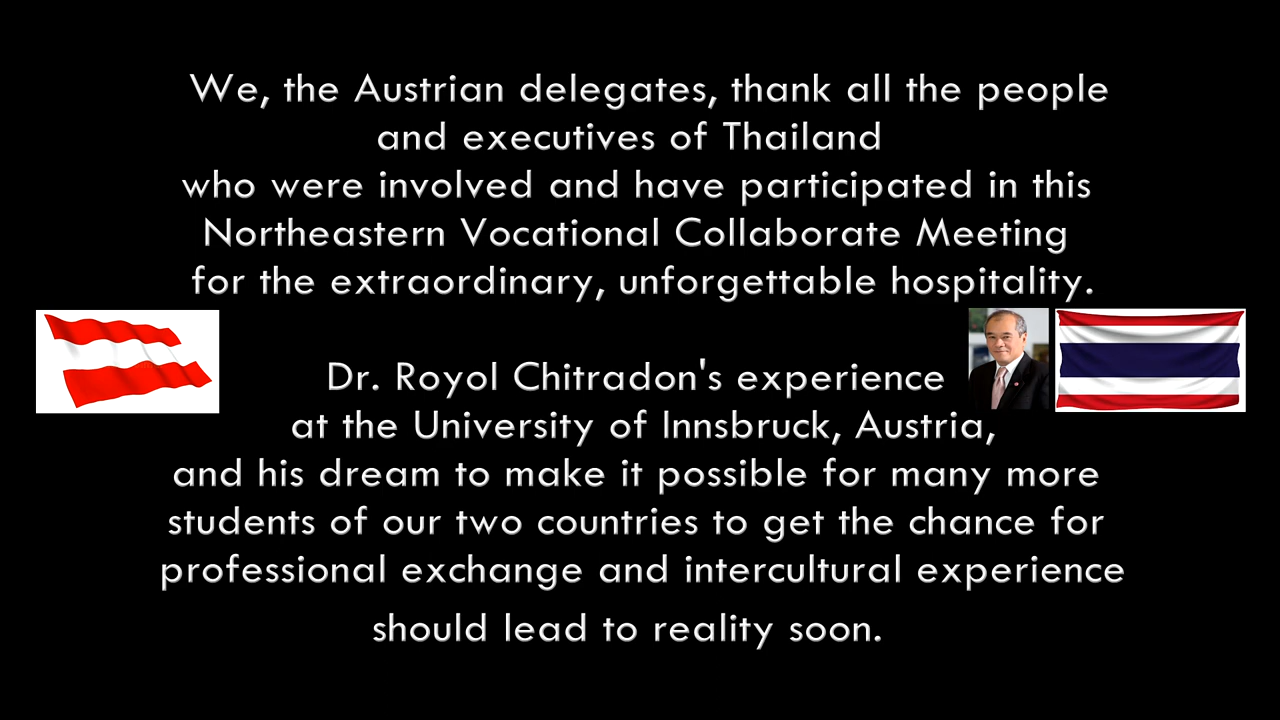 We, the Austrian delegates, thank all the people
and executives of Thailand
who were involved and have participated in this
Northeastern Vocational Collaborate Meeting
for the extraordinary, unforgettable hospitality.
Dr. Royol Chitradon's experience
at the University of Innsbruck, Austria,
and his dream to make it possible for many more
students of our two countries to get the chance for
professional exchange and intercultural experience
should lead to reality soon.